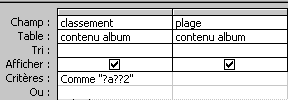 Champ : classement plage
Table : contenu album contenu album
Tri :
Afficher :
Critères : Comme "?a??2"
Ou :